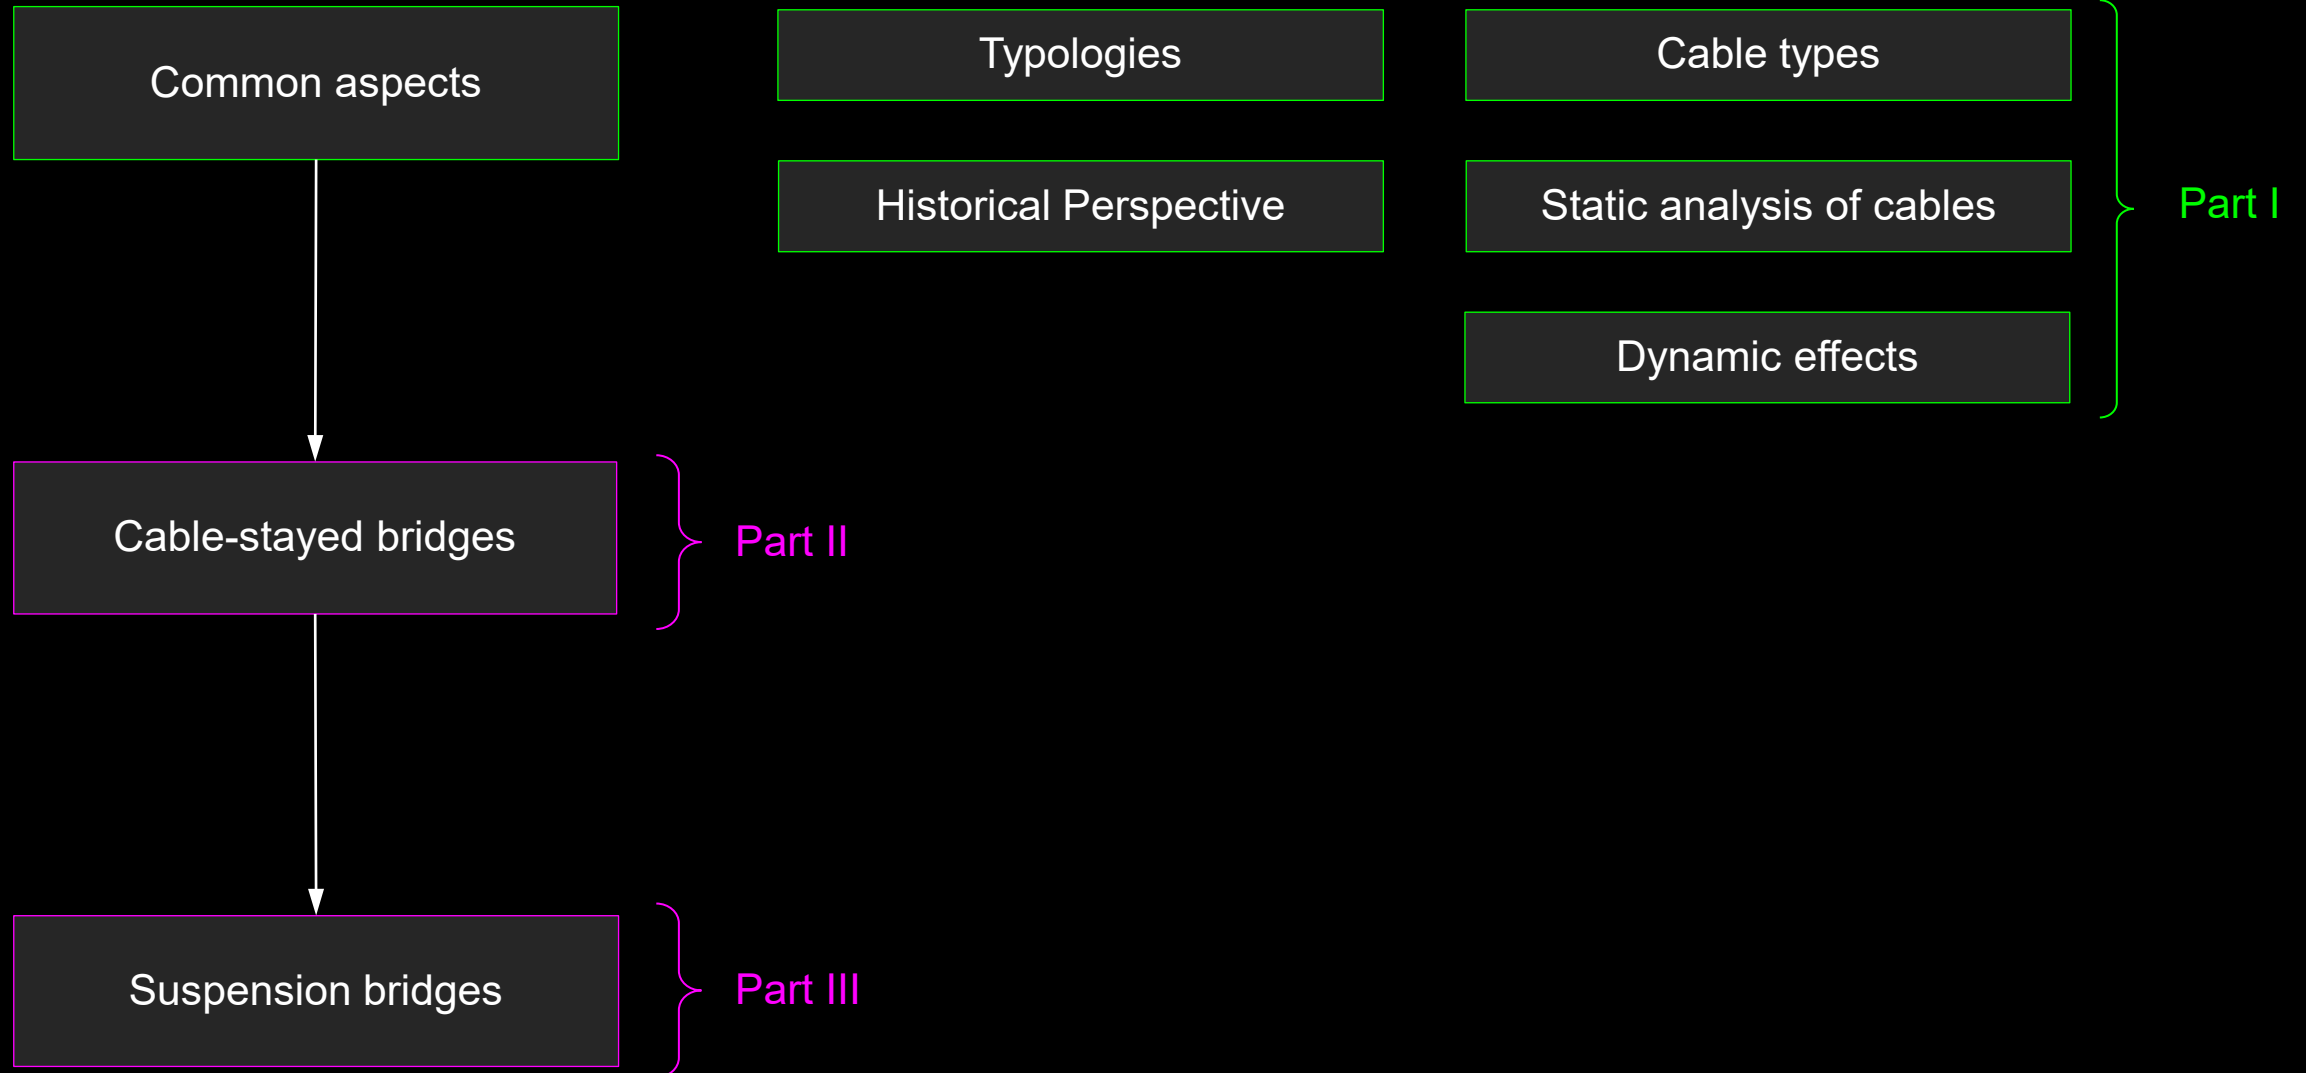 Common aspects
Typologies
Cable types
Historical Perspective
Static analysis of cables
Part I
Dynamic effects
Cable-stayed bridges
Part II
Suspension bridges
Part III